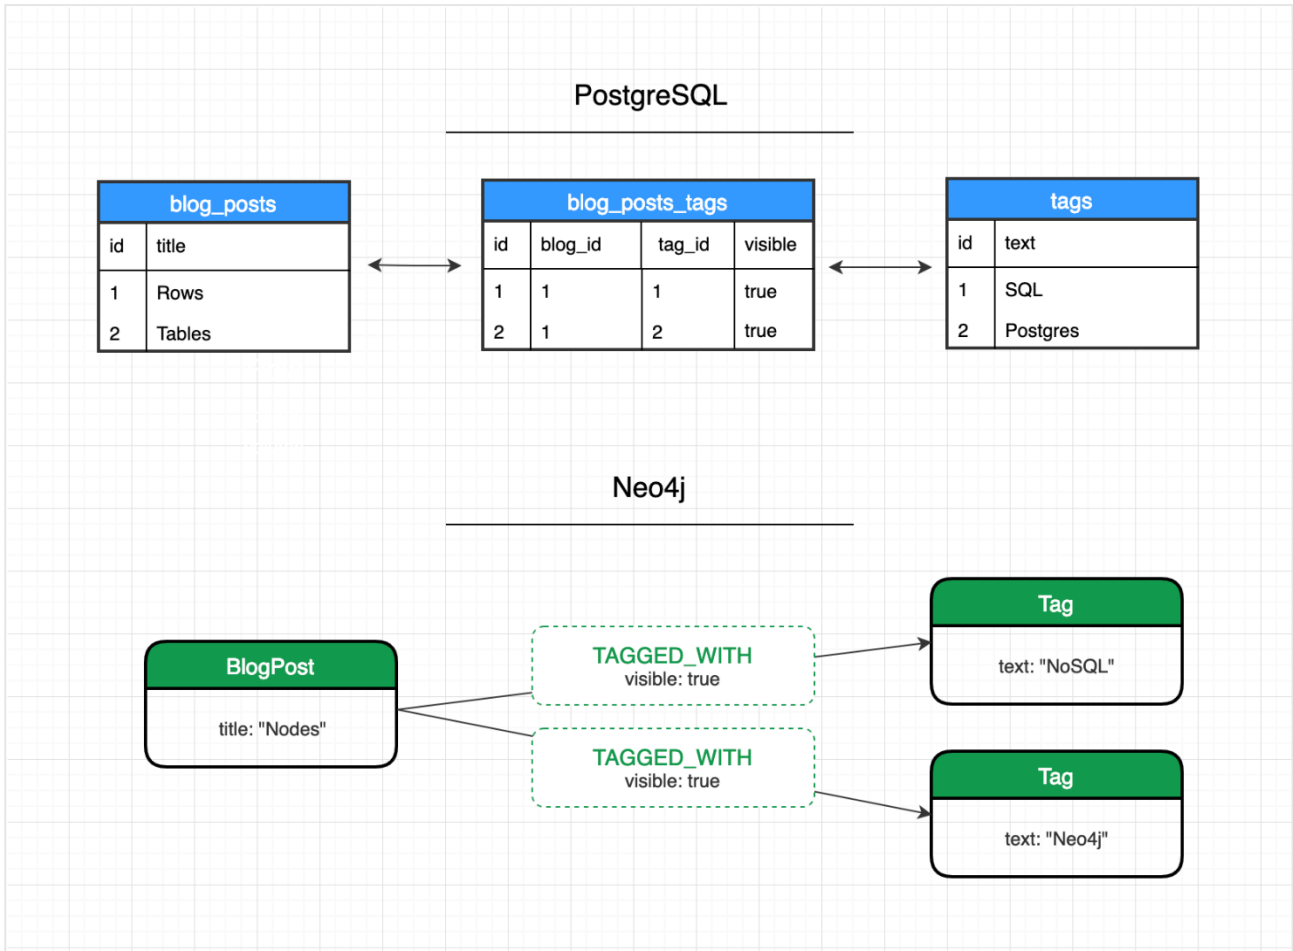 PostgreSQL
blog_posts
id title
1 Rows
2 Tables
blog_posts_tags
id blog_id tag_id visible
1 1 1 true
2 1 2 true
tags
id text
1 SQL
2 Postgres
Neo4j
BlogPost
title: "Nodes"
TAGGED_WITH
visible: true
TAGGED_WITH
visible: true
Tag
text: "NoSQL"
Tag
text: "Neo4j"